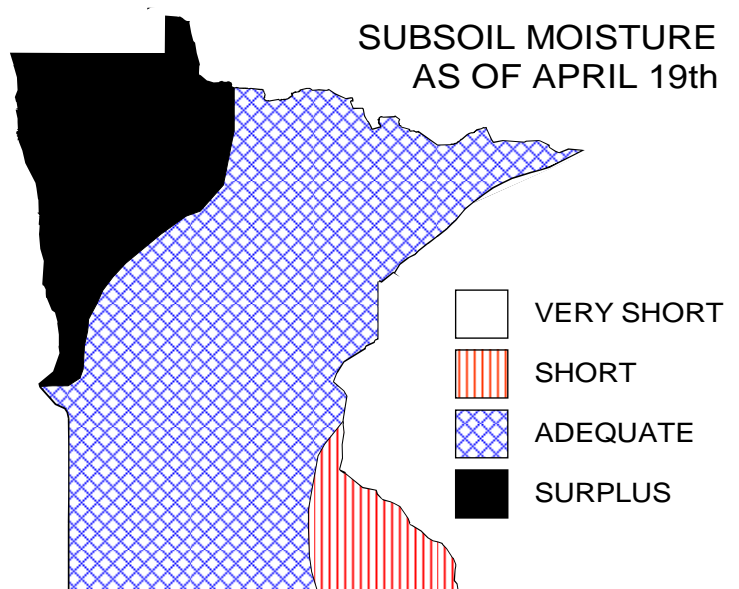 SUBSOIL MOISTURE
AS OF APRIL 19th
VERY SHORT
SHORT
ADEQUATE
SURPLUS